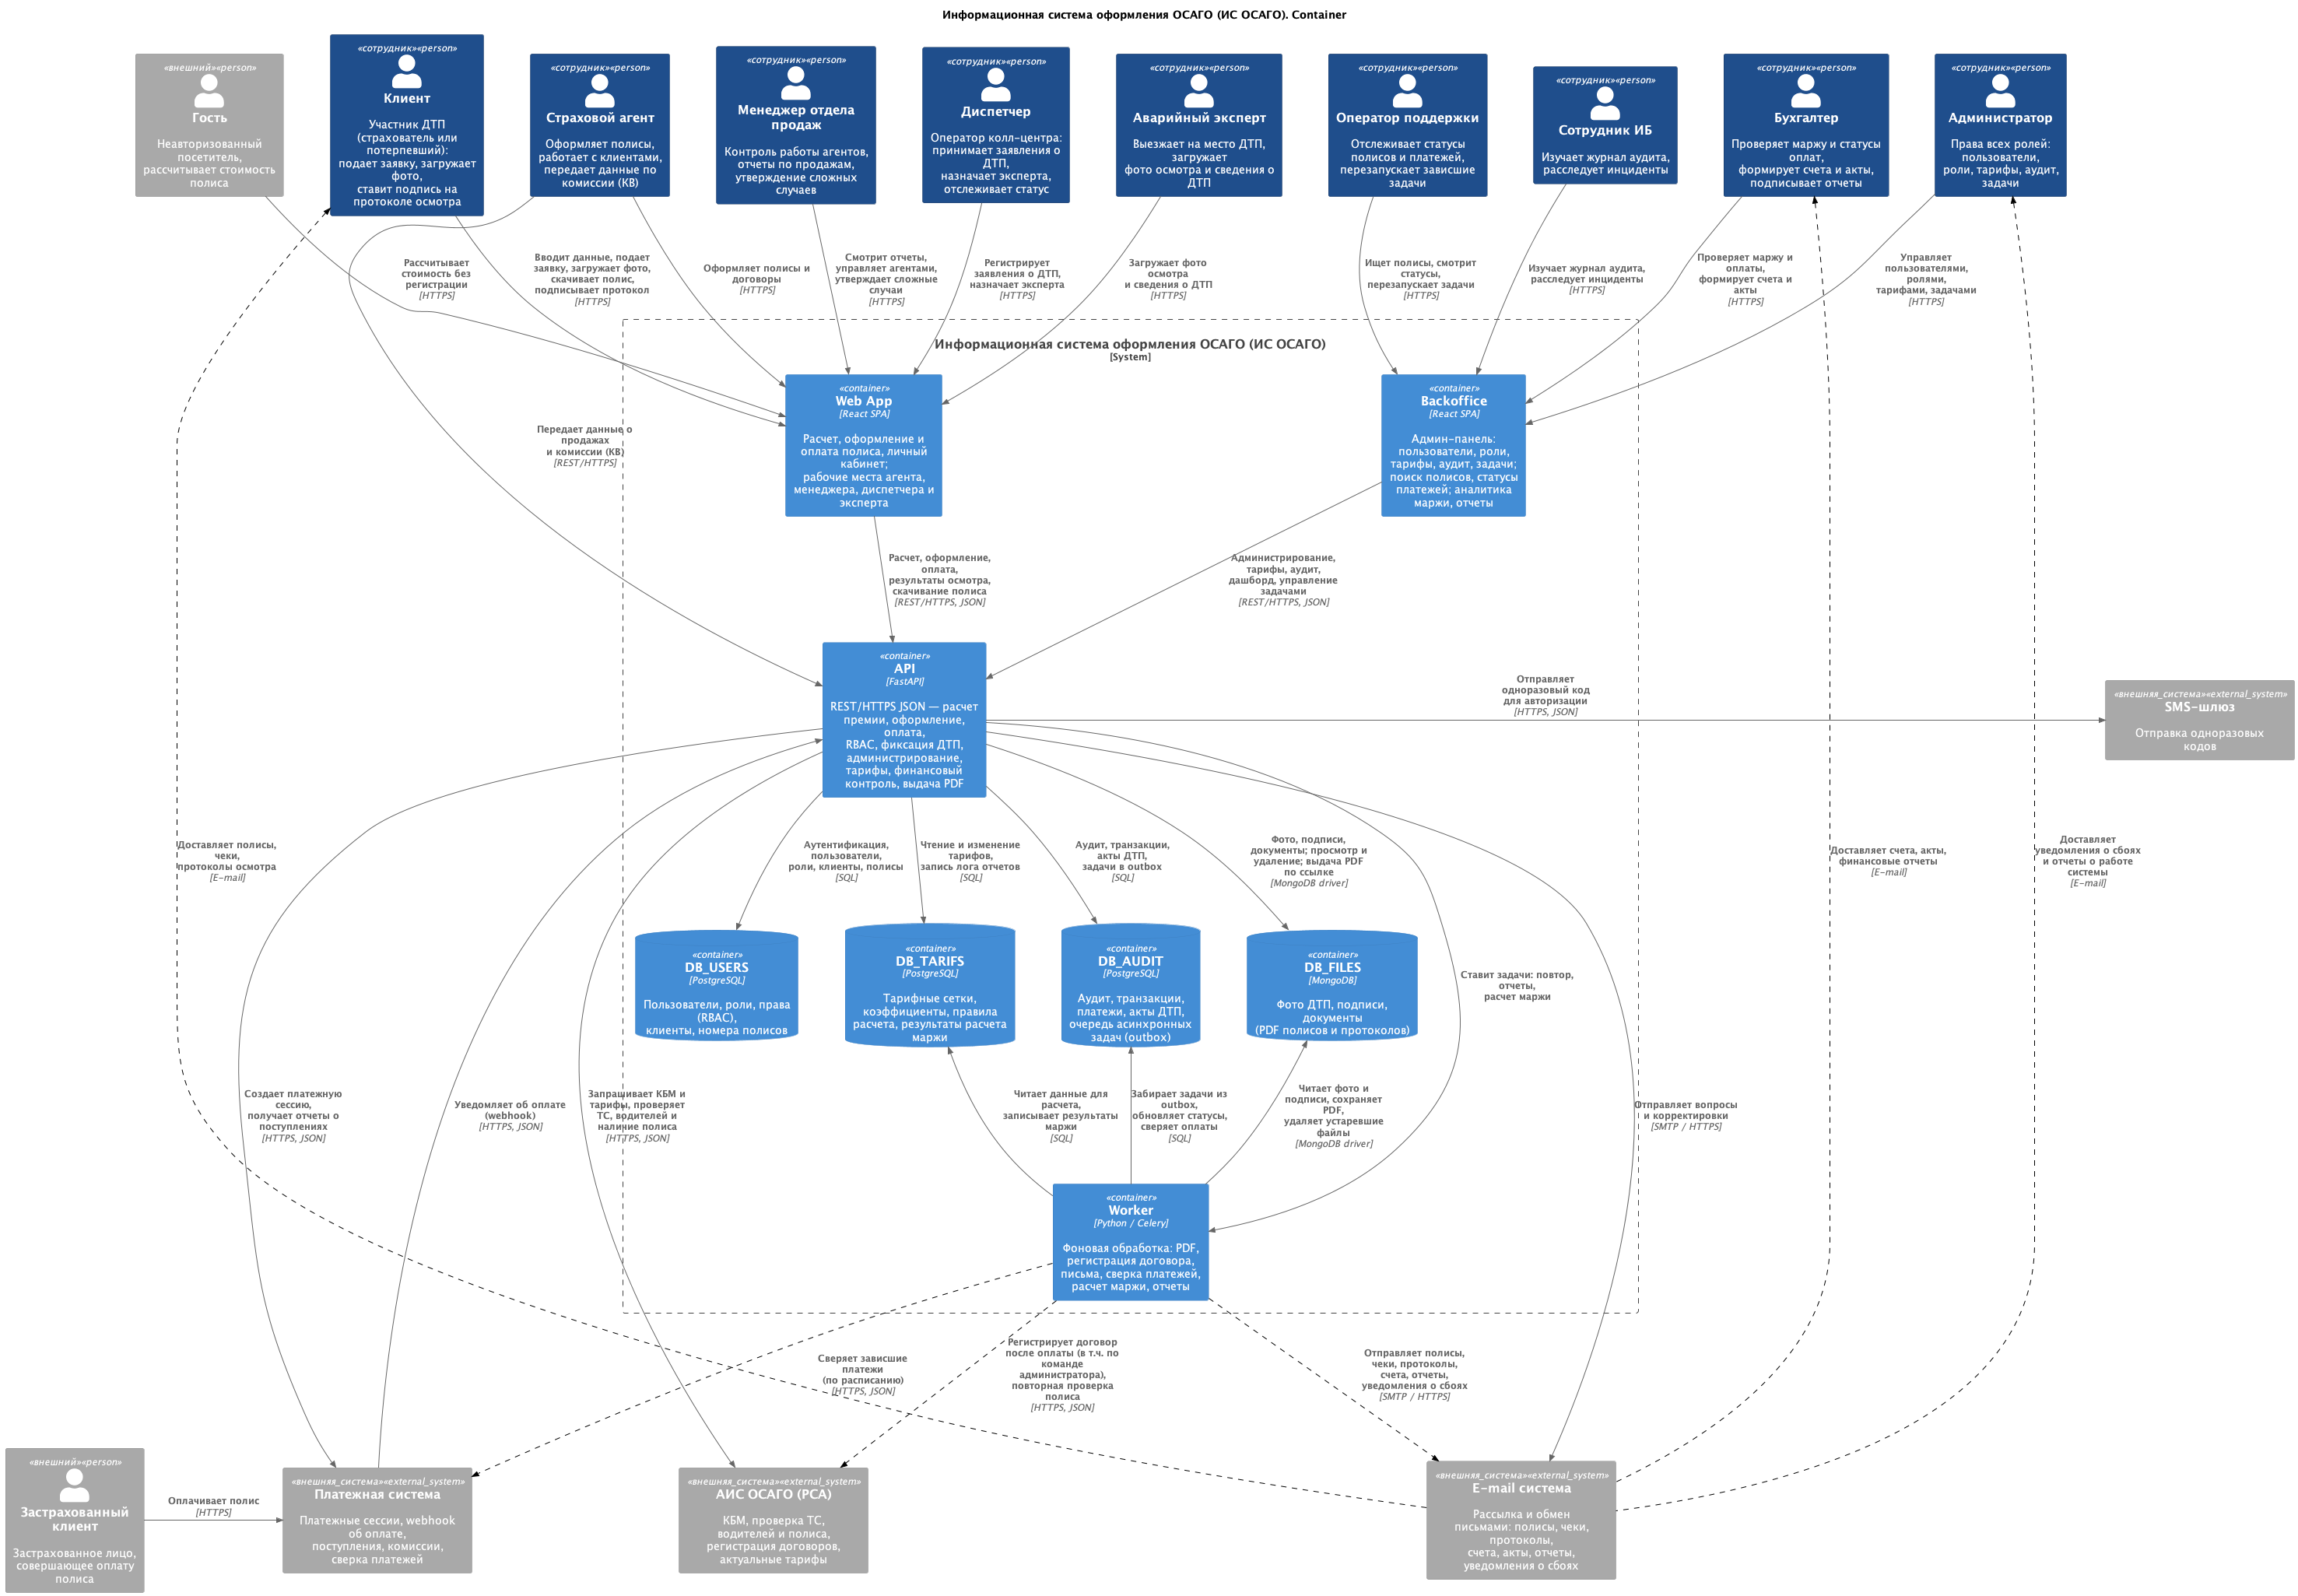 Информационная система оформления ОСАГО (ИС ОСАГО). Container
«внешний»«person»
Гость
Неавторизованный
посетитель,
рассчитывает стоимость
полиса
«сотрудник»«person»
Клиент
Участник ДТП
(страхователь или
потерпевший):
подает заявку, загружает
фото,
ставит подпись на
протоколе осмотра
«сотрудник»«person»
Страховой агент
Оформляет полисы,
работает с клиентами,
передает данные по
комиссии (КВ)
«сотрудник»«person»
Менеджер отдела
продаж
Контроль работы агентов,
отчеты по продажам,
утверждение сложных
случаев
«сотрудник»«person»
Диспетчер
Оператор колл-центра:
принимает заявления о
ДТП,
назначает эксперта,
отслеживает статус
«сотрудник»«person»
Аварийный эксперт
Выезжает на место ДТП,
загружает
фото осмотра и сведения о
ДТП
«сотрудник»«person»
Оператор поддержки
Отслеживает статусы
полисов и платежей,
перезапускает зависшие
задачи
«сотрудник»«person»
Сотрудник ИБ
Изучает журнал аудита,
расследует инциденты
«сотрудник»«person»
Бухгалтер
Проверяет маржу и статусы
оплат,
формирует счета и акты,
подписывает отчеты
«сотрудник»«person»
Администратор
Права всех ролей:
пользователи,
роли, тарифы, аудит,
задачи
Рассчитывает
стоимость без
регистрации
[HTTPS]
Вводит данные, подает
заявку, загружает фото,
скачивает полис,
подписывает протокол
[HTTPS]
Оформляет полисы и
договоры
[HTTPS]
Смотрит отчеты,
управляет агентами,
утверждает сложные
случаи
[HTTPS]
Регистрирует
заявления о ДТП,
назначает эксперта
[HTTPS]
Загружает фото
осмотра
и сведения о ДТП
[HTTPS]
Ищет полисы, смотрит
статусы,
перезапускает задачи
[HTTPS]
Изучает журнал аудита,
расследует инциденты
[HTTPS]
Проверяет маржу и
оплаты,
формирует счета и
акты
[HTTPS]
Управляет
пользователями,
ролями,
тарифами, задачами
[HTTPS]
Информационная система оформления ОСАГО (ИС ОСАГО)
[System]
«container»
Web App
[React SPA]
Расчет, оформление и
оплата полиса, личный
кабинет;
рабочие места агента,
менеджера, диспетчера и
эксперта
«container»
Backoffice
[React SPA]
Админ-панель:
пользователи, роли,
тарифы, аудит, задачи;
поиск полисов, статусы
платежей; аналитика
маржи, отчеты
Передает данные о
продажах
и комиссии (КВ)
[REST/HTTPS]
Расчет, оформление,
оплата,
результаты осмотра,
скачивание полиса
[REST/HTTPS, JSON]
Администрирование,
тарифы, аудит,
дашборд, управление
задачами
[REST/HTTPS, JSON]
«container»
API
[FastAPI]
REST/HTTPS JSON — расчет
премии, оформление,
оплата,
RBAC, фиксация ДТП,
администрирование,
тарифы, финансовый
контроль, выдача PDF
Отправляет
одноразовый код
для авторизации
[HTTPS, JSON]
«внешняя_система»«external_system»
SMS-шлюз
Отправка одноразовых
кодов
Доставляет полисы,
чеки,
протоколы осмотра
[E-mail]
Аутентификация,
пользователи,
роли, клиенты, полисы
[SQL]
Чтение и изменение
тарифов,
запись лога отчетов
[SQL]
Аудит, транзакции,
акты ДТП,
задачи в outbox
[SQL]
Фото, подписи,
документы; просмотр и
удаление; выдача PDF
по ссылке
[MongoDB driver]
Доставляет счета, акты,
финансовые отчеты
[E-mail]
Доставляет
уведомления о сбоях
и отчеты о работе
системы
[E-mail]
«container»
DB_USERS
[PostgreSQL]
Пользователи, роли, права
(RBAC),
клиенты, номера полисов
«container»
DB_TARIFS
[PostgreSQL]
Тарифные сетки,
коэффициенты, правила
расчета, результаты расчета
маржи
«container»
DB_AUDIT
[PostgreSQL]
Аудит, транзакции,
платежи, акты ДТП,
очередь асинхронных
задач (outbox)
«container»
DB_FILES
[MongoDB]
Фото ДТП, подписи,
документы
(PDF полисов и протоколов)
Ставит задачи: повтор,
отчеты,
расчет маржи
Создает платежную
сессию,
получает отчеты о
поступлениях
[HTTPS, JSON]
Уведомляет об оплате
(webhook)
[HTTPS, JSON]
Запрашивает КБМ и
тарифы, проверяет
ТС, водителей и
наличие полиса
[HTTPS, JSON]
Читает данные для
расчета,
записывает результаты
маржи
[SQL]
Забирает задачи из
outbox,
обновляет статусы,
сверяет оплаты
[SQL]
Читает фото и
подписи, сохраняет
PDF,
удаляет устаревшие
файлы
[MongoDB driver]
Отправляет вопросы
и корректировки
[SMTP / HTTPS]
«container»
Worker
[Python / Celery]
Фоновая обработка: PDF,
регистрация договора,
письма, сверка платежей,
расчет маржи, отчеты
Сверяет зависшие
платежи
(по расписанию)
[HTTPS, JSON]
Регистрирует договор
после оплаты (в т.ч. по
команде
администратора),
повторная проверка
полиса
[HTTPS, JSON]
Отправляет полисы,
чеки, протоколы,
счета, отчеты,
уведомления о сбоях
[SMTP / HTTPS]
«внешний»«person»
Застрахованный
клиент
Застрахованное лицо,
совершающее оплату
полиса
Оплачивает полис
[HTTPS]
«внешняя_система»«external_system»
Платежная система
Платежные сессии, webhook
об оплате,
поступления, комиссии,
сверка платежей
«внешняя_система»«external_system»
АИС ОСАГО (РСА)
КБМ, проверка ТС,
водителей и полиса,
регистрация договоров,
актуальные тарифы
«внешняя_система»«external_system»
E-mail система
Рассылка и обмен
письмами: полисы, чеки,
протоколы,
счета, акты, отчеты,
уведомления о сбоях